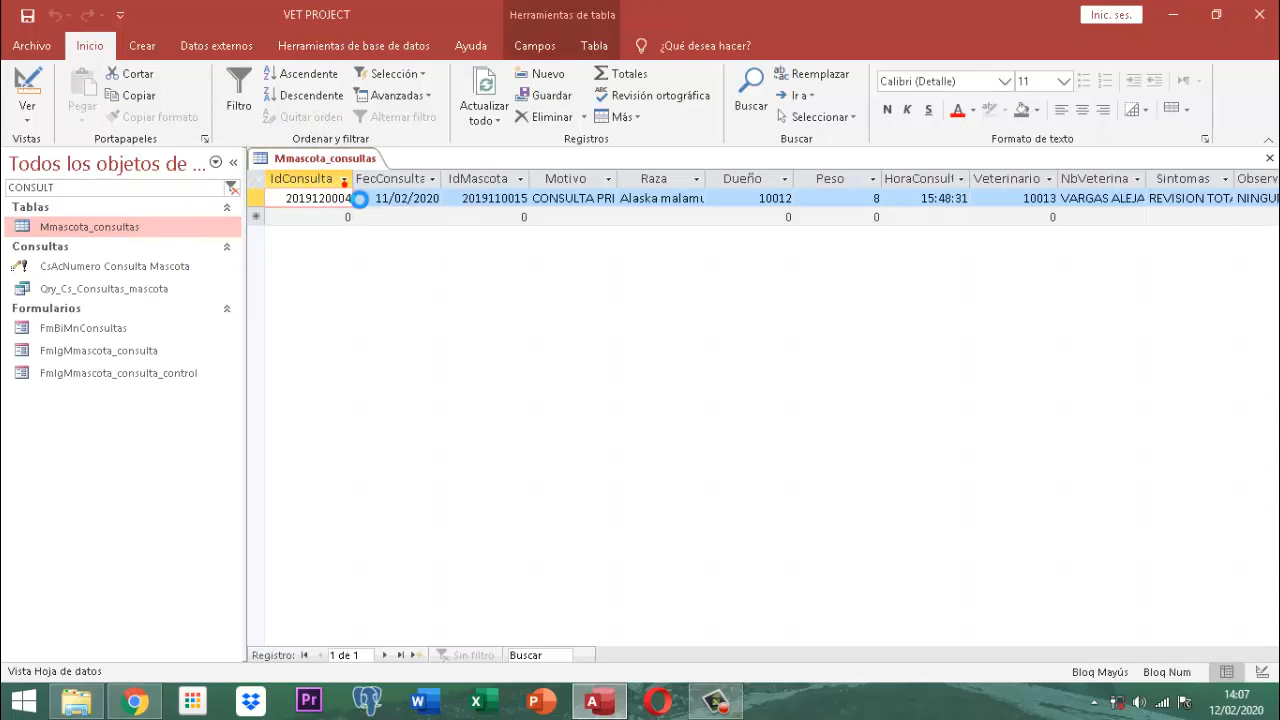 VET PROJECT
Herramientas de tabla
Inic. ses.
Archivo Inicio Crear Datos externos Herramientas de base de datos Ayuda Campos Tabla ¿Qué desea hacer?
Ver
Vistas
Pegar
Cortar
Copiar
Copiar formato
Portapapeles
Filtro
Ascendente
Descendente
Quitar orden
Selección
Avanzadas
Alternar filtro
Ordenar y filtrar
Actualizar
todo
Nuevo
Guardar
Eliminar
Totales
Revisión ortográfica
Más
Registros
Buscar
Reemplazar
Ir a
Seleccionar
Buscar
Calibri (Detalle) 11
N K S A
Formato de texto
Todos los objetos de ...
CONSULT
Tablas
Mmascota_consultas
Consultas
CsAcNumero Consulta Mascota
Qry_Cs_Consultas_mascota
Formularios
FmBiMnConsultas
FmIgMmascota_consulta
FmIgMmascota_consulta_control
Mmascota_consultas
IdConsulta FecConsulta IdMascota Motivo Raza Dueño Peso HoraConsult Veterinario NbVeterina Sintomas Observ
2019120004 11/02/2020 2019110015 CONSULTA PRI Alaska malamu 10012 8 15:48:31 10013 VARGAS ALEJA REVISION TOTA NINGUN
0 0 0 0 0
Registro: 1 de 1 Sin filtro Buscar
Vista Hoja de datos
Bloq Mayús Bloq Num
Pr
14:07
12/02/2020